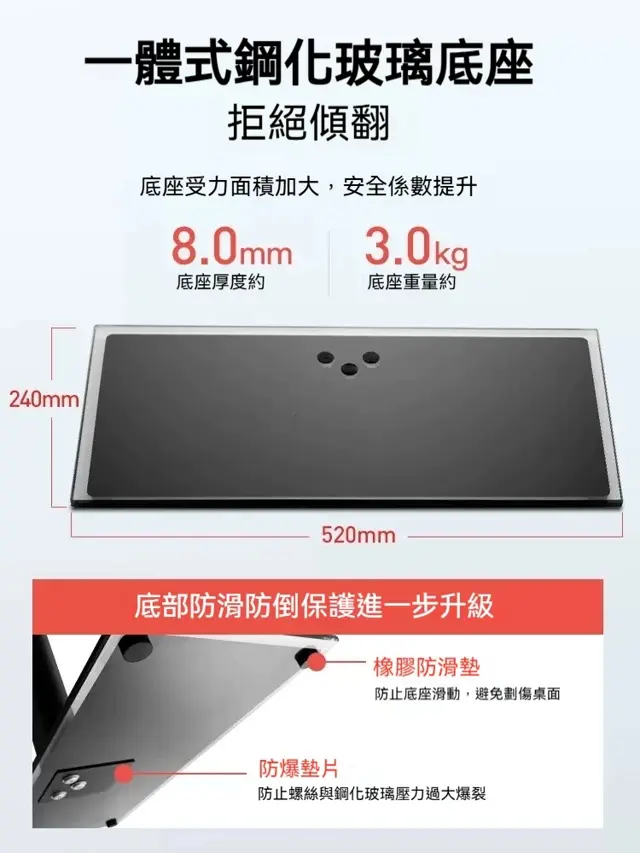 一體式鋼化玻璃底座
拒絕傾翻
底座受力面積加大，安全係數提升
8.0mm
底座厚度約
3.0kg
底座重量約
240mm
520mm
底部防滑防倒保護進一步升級
橡膠防滑墊
防止底座滑動，避免劃傷桌面
防爆墊片
防止螺絲與鋼化玻璃壓力過大爆裂